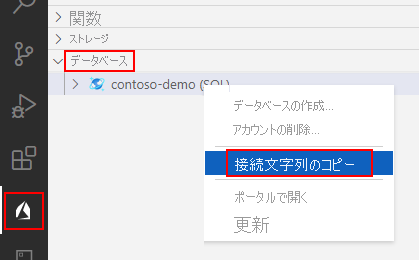 関数
ストレージ
データベース
contoso-demo (SQL)
データベースの作成...
アカウントの削除...
接続文字列のコピー
ポータルで開く
更新